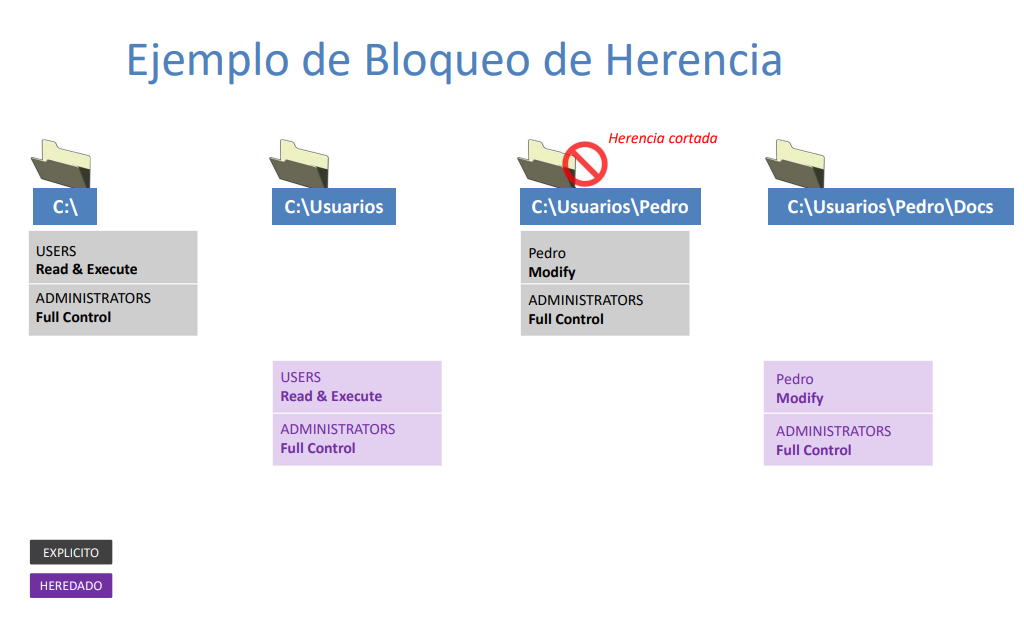 Ejemplo de Bloqueo de Herencia
Herencia cortada
C:\
C:\Usuarios
C:\Usuarios\Pedro
C:\Usuarios\Pedro\Docs
USERS
Read & Execute
ADMINISTRATORS
Full Control
Pedro
Modify
ADMINISTRATORS
Full Control
USERS
Read & Execute
ADMINISTRATORS
Full Control
Pedro
Modify
ADMINISTRATORS
Full Control
EXPLICITO
HEREDADO